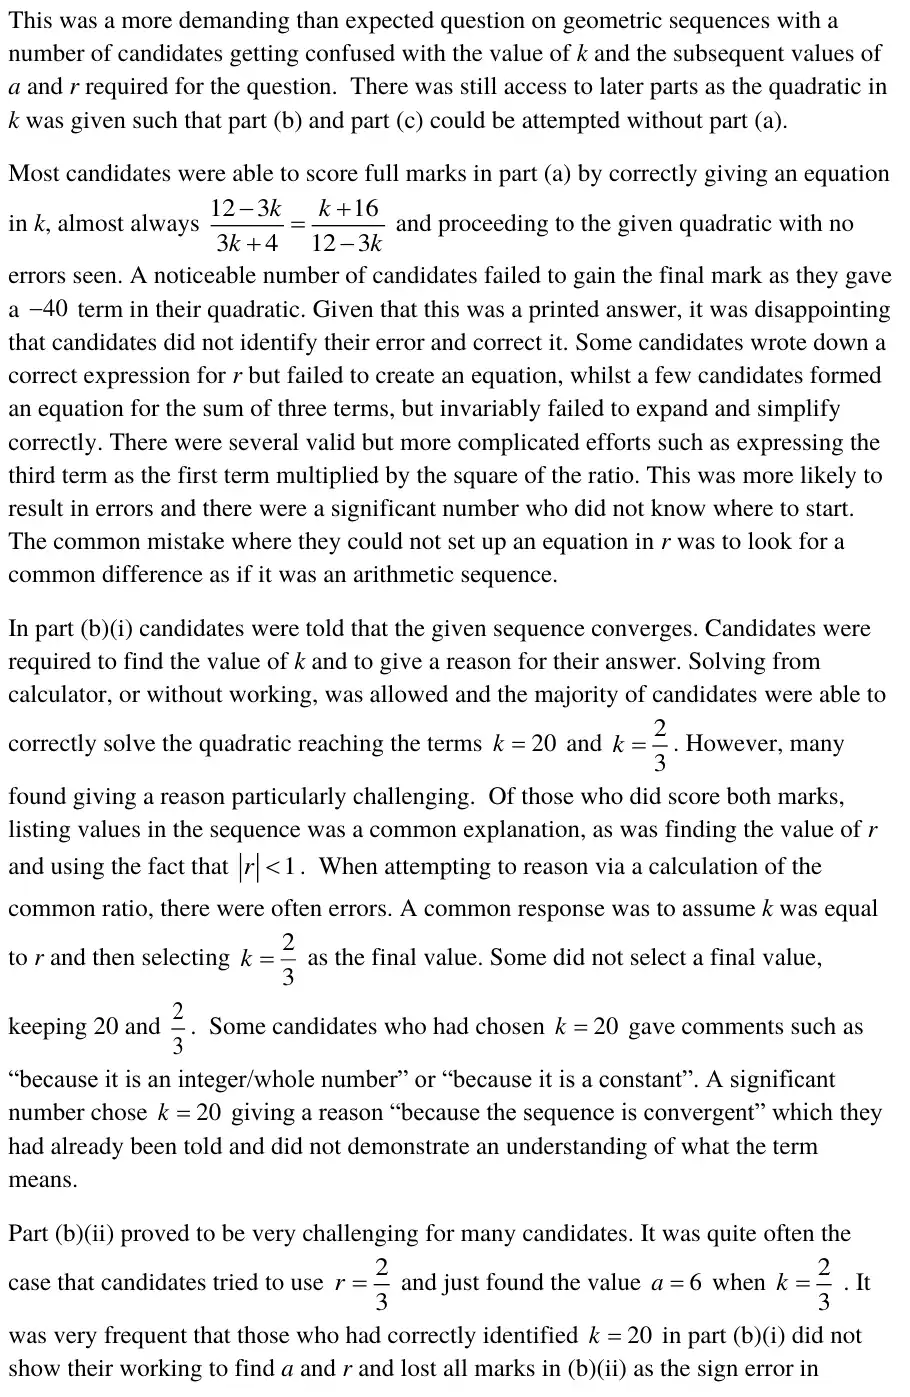 This was a more demanding than expected question on geometric sequences with a
number of candidates getting confused with the value of k and the subsequent values of
a and r required for the question.  There was still access to later parts as the quadratic in
k was given such that part (b) and part (c) could be attempted without part (a).
Most candidates were able to score full marks in part (a) by correctly giving an equation
in k, almost always (12−3k)/(3k+4) = (k+16)/(12−3k) and proceeding to the given quadratic with no
errors seen. A noticeable number of candidates failed to gain the final mark as they gave
a −40 term in their quadratic. Given that this was a printed answer, it was disappointing
that candidates did not identify their error and correct it. Some candidates wrote down a
correct expression for r but failed to create an equation, whilst a few candidates formed
an equation for the sum of three terms, but invariably failed to expand and simplify
correctly. There were several valid but more complicated efforts such as expressing the
third term as the first term multiplied by the square of the ratio. This was more likely to
result in errors and there were a significant number who did not know where to start.
The common mistake where they could not set up an equation in r was to look for a
common difference as if it was an arithmetic sequence.
In part (b)(i) candidates were told that the given sequence converges. Candidates were
required to find the value of k and to give a reason for their answer. Solving from
calculator, or without working, was allowed and the majority of candidates were able to
correctly solve the quadratic reaching the terms k = 20 and k = 2/3. However, many
found giving a reason particularly challenging.  Of those who did score both marks,
listing values in the sequence was a common explanation, as was finding the value of r
and using the fact that |r| < 1.  When attempting to reason via a calculation of the
common ratio, there were often errors. A common response was to assume k was equal
to r and then selecting k = 2/3 as the final value. Some did not select a final value,
keeping 20 and 2/3.  Some candidates who had chosen k = 20 gave comments such as
“because it is an integer/whole number” or “because it is a constant”. A significant
number chose k = 20 giving a reason “because the sequence is convergent” which they
had already been told and did not demonstrate an understanding of what the term
means.
Part (b)(ii) proved to be very challenging for many candidates. It was quite often the
case that candidates tried to use r = 2/3 and just found the value a = 6 when k = 2/3 . It
was very frequent that those who had correctly identified k = 20 in part (b)(i) did not
show their working to find a and r and lost all marks in (b)(ii) as the sign error in